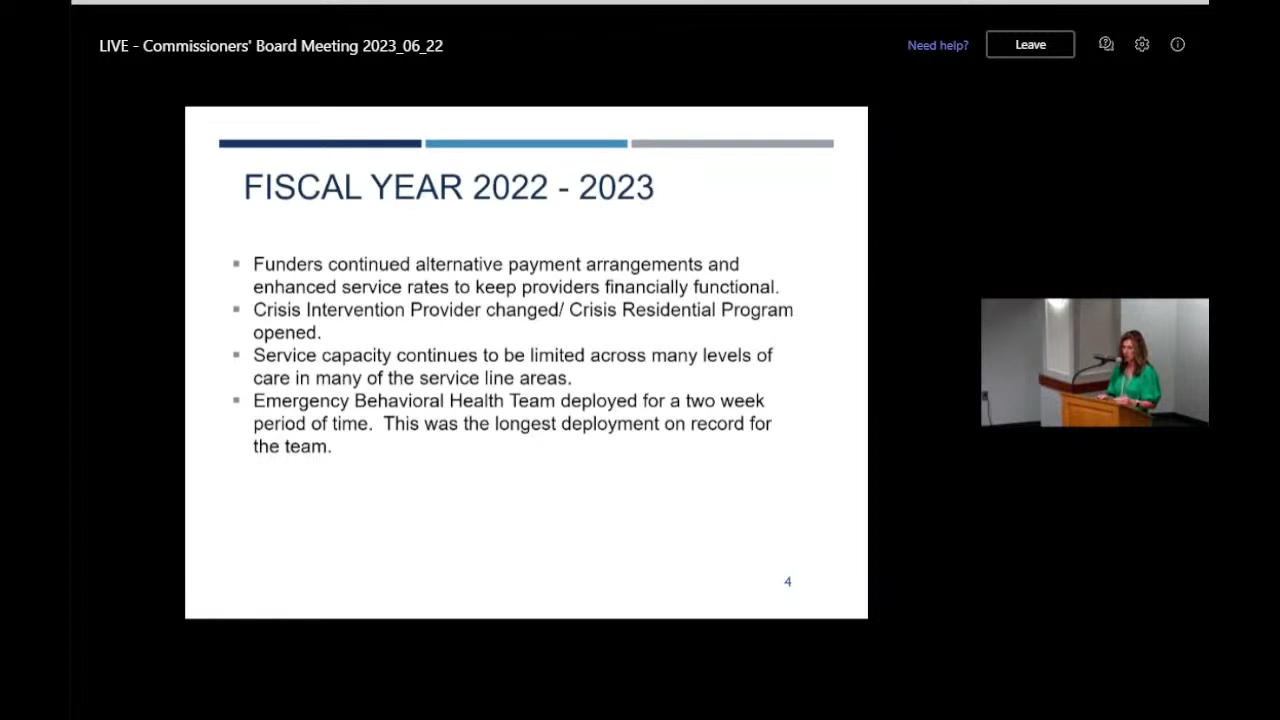 LIVE - Commissioners' Board Meeting 2023_06_22
Need help?
Leave
FISCAL YEAR 2022 - 2023
▪ Funders continued alternative payment arrangements and
enhanced service rates to keep providers financially functional.
▪ Crisis Intervention Provider changed/ Crisis Residential Program
opened.
▪ Service capacity continues to be limited across many levels of
care in many of the service line areas.
▪ Emergency Behavioral Health Team deployed for a two week
period of time.  This was the longest deployment on record for
the team.
4